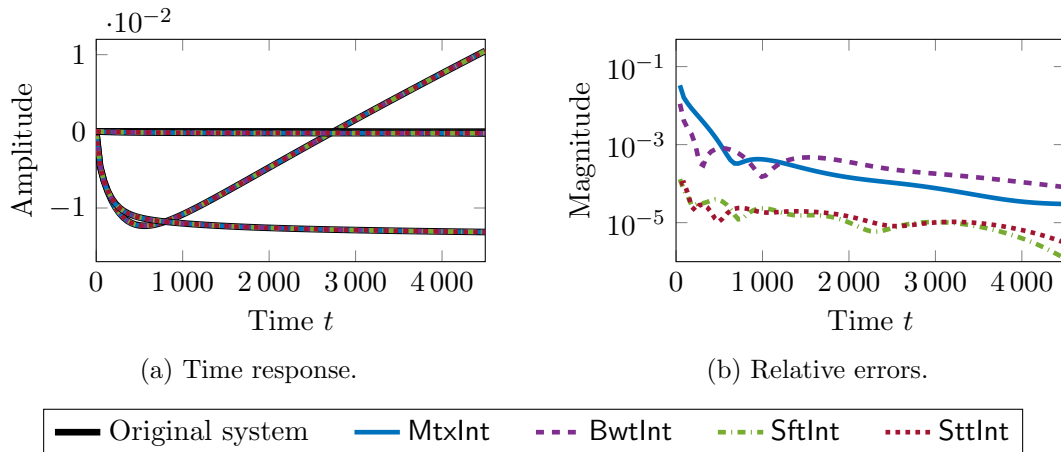 ·10⁻²
1
0
−1
Amplitude
0 1 000 2 000 3 000 4 000
Time t
(a) Time response.
10⁻¹
10⁻³
10⁻⁵
Magnitude
0 1 000 2 000 3 000 4 000
Time t
(b) Relative errors.
Original system MtxInt BwtInt SftInt SttInt